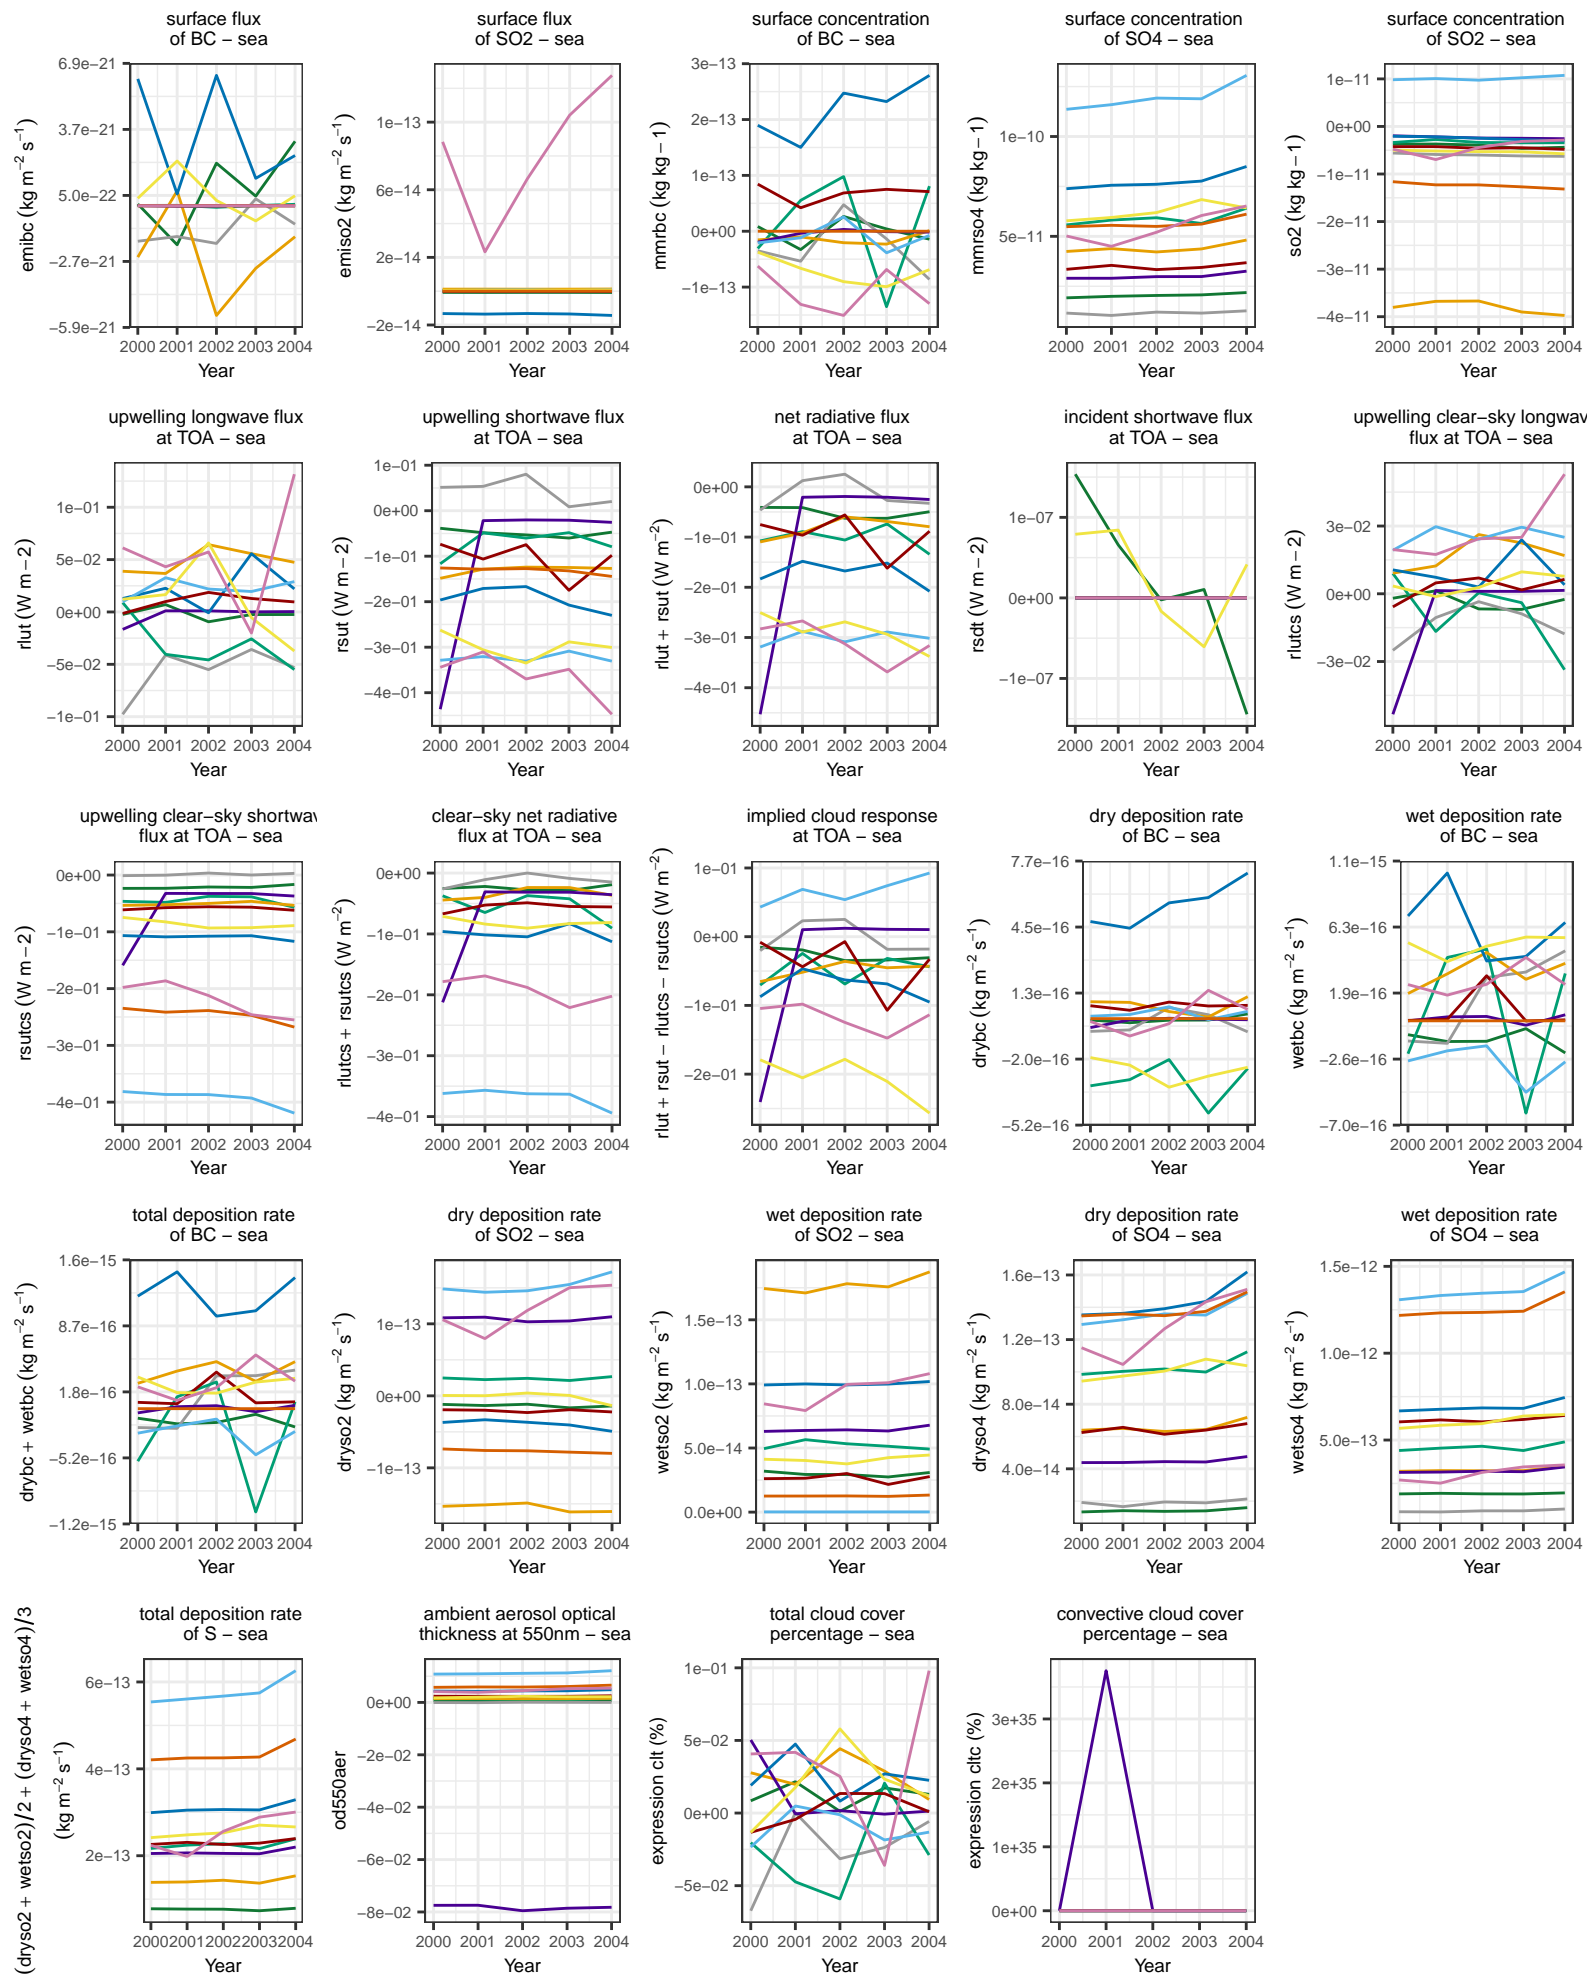 surface flux
of BC − sea
6.9e−21
3.7e−21
5.0e−22
−2.7e−21
−5.9e−21
emibc (kg m−2 s−1)
2000 2001 2002 2003 2004
Year
surface flux
of SO2 − sea
1e−13
6e−14
2e−14
−2e−14
emiso2 (kg m−2 s−1)
2000 2001 2002 2003 2004
Year
surface concentration
of BC − sea
3e−13
2e−13
1e−13
0e+00
−1e−13
mmrbc (kg kg−1)
2000 2001 2002 2003 2004
Year
surface concentration
of SO4 − sea
1e−10
5e−11
mmrso4 (kg kg−1)
2000 2001 2002 2003 2004
Year
surface concentration
of SO2 − sea
1e−11
0e+00
−1e−11
−2e−11
−3e−11
−4e−11
so2 (kg kg−1)
2000 2001 2002 2003 2004
Year
upwelling longwave flux
at TOA − sea
1e−01
5e−02
0e+00
−5e−02
−1e−01
rlut (W m−2)
2000 2001 2002 2003 2004
Year
upwelling shortwave flux
at TOA − sea
1e−01
0e+00
−1e−01
−2e−01
−3e−01
−4e−01
rsut (W m−2)
2000 2001 2002 2003 2004
Year
net radiative flux
at TOA − sea
0e+00
−1e−01
−2e−01
−3e−01
−4e−01
rlut + rsut (W m−2)
2000 2001 2002 2003 2004
Year
incident shortwave flux
at TOA − sea
1e−07
0e+00
−1e−07
rsdt (W m−2)
2000 2001 2002 2003 2004
Year
upwelling clear−sky longwav
flux at TOA − sea
3e−02
0e+00
−3e−02
rlutcs (W m−2)
2000 2001 2002 2003 2004
Year
upwelling clear−sky shortwav
flux at TOA − sea
0e+00
−1e−01
−2e−01
−3e−01
−4e−01
rsutcs (W m−2)
2000 2001 2002 2003 2004
Year
clear−sky net radiative
flux at TOA − sea
0e+00
−1e−01
−2e−01
−3e−01
−4e−01
rlutcs + rsutcs (W m−2)
2000 2001 2002 2003 2004
Year
implied cloud response
at TOA − sea
1e−01
0e+00
−1e−01
−2e−01
rlut + rsut − rlutcs − rsutcs (W m−2)
2000 2001 2002 2003 2004
Year
dry deposition rate
of BC − sea
7.7e−16
4.5e−16
1.3e−16
−2.0e−16
−5.2e−16
drybc (kg m−2 s−1)
2000 2001 2002 2003 2004
Year
wet deposition rate
of BC − sea
1.1e−15
6.3e−16
1.9e−16
−2.6e−16
−7.0e−16
wetbc (kg m−2 s−1)
2000 2001 2002 2003 2004
Year
total deposition rate
of BC − sea
1.6e−15
8.7e−16
1.8e−16
−5.2e−16
−1.2e−15
drybc + wetbc (kg m−2 s−1)
2000 2001 2002 2003 2004
Year
dry deposition rate
of SO2 − sea
1e−13
0e+00
−1e−13
dryso2 (kg m−2 s−1)
2000 2001 2002 2003 2004
Year
wet deposition rate
of SO2 − sea
1.5e−13
1.0e−13
5.0e−14
0.0e+00
wetso2 (kg m−2 s−1)
2000 2001 2002 2003 2004
Year
dry deposition rate
of SO4 − sea
1.6e−13
1.2e−13
8.0e−14
4.0e−14
dryso4 (kg m−2 s−1)
2000 2001 2002 2003 2004
Year
wet deposition rate
of SO4 − sea
1.5e−12
1.0e−12
5.0e−13
wetso4 (kg m−2 s−1)
2000 2001 2002 2003 2004
Year
total deposition rate
of S − sea
6e−13
4e−13
2e−13
(dryso2 + wetso2)/2 + (dryso4 + wetso4)/3
(kg m−2 s−1)
2000 2001 2002 2003 2004
Year
ambient aerosol optical
thickness at 550nm − sea
0e+00
−2e−02
−4e−02
−6e−02
−8e−02
od550aer
2000 2001 2002 2003 2004
Year
total cloud cover
percentage − sea
1e−01
5e−02
0e+00
−5e−02
expression clt (%)
2000 2001 2002 2003 2004
Year
convective cloud cover
percentage − sea
3e+35
2e+35
1e+35
0e+00
expression cltc (%)
2000 2001 2002 2003 2004
Year